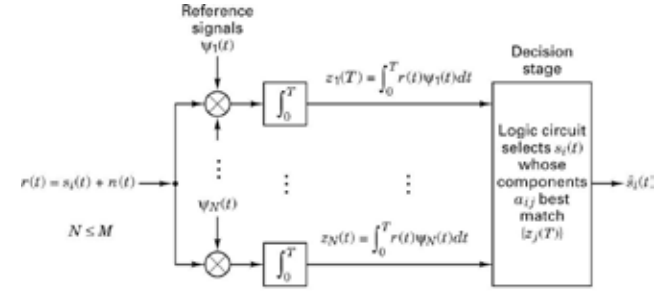 Reference
signals
ψ₁(t)
z₁(T) = ∫₀ᵀ r(t)ψ₁(t)dt
∫₀ᵀ
Decision
stage
Logic circuit
selects sᵢ(t)
whose
components
aᵢⱼ best
match
{zⱼ(T)}
r(t) = sᵢ(t) + n(t)
ŝᵢ(t)
N ≤ M
ψN(t)
zN(t) = ∫₀ᵀ r(t)ψN(t)dt
∫₀ᵀ